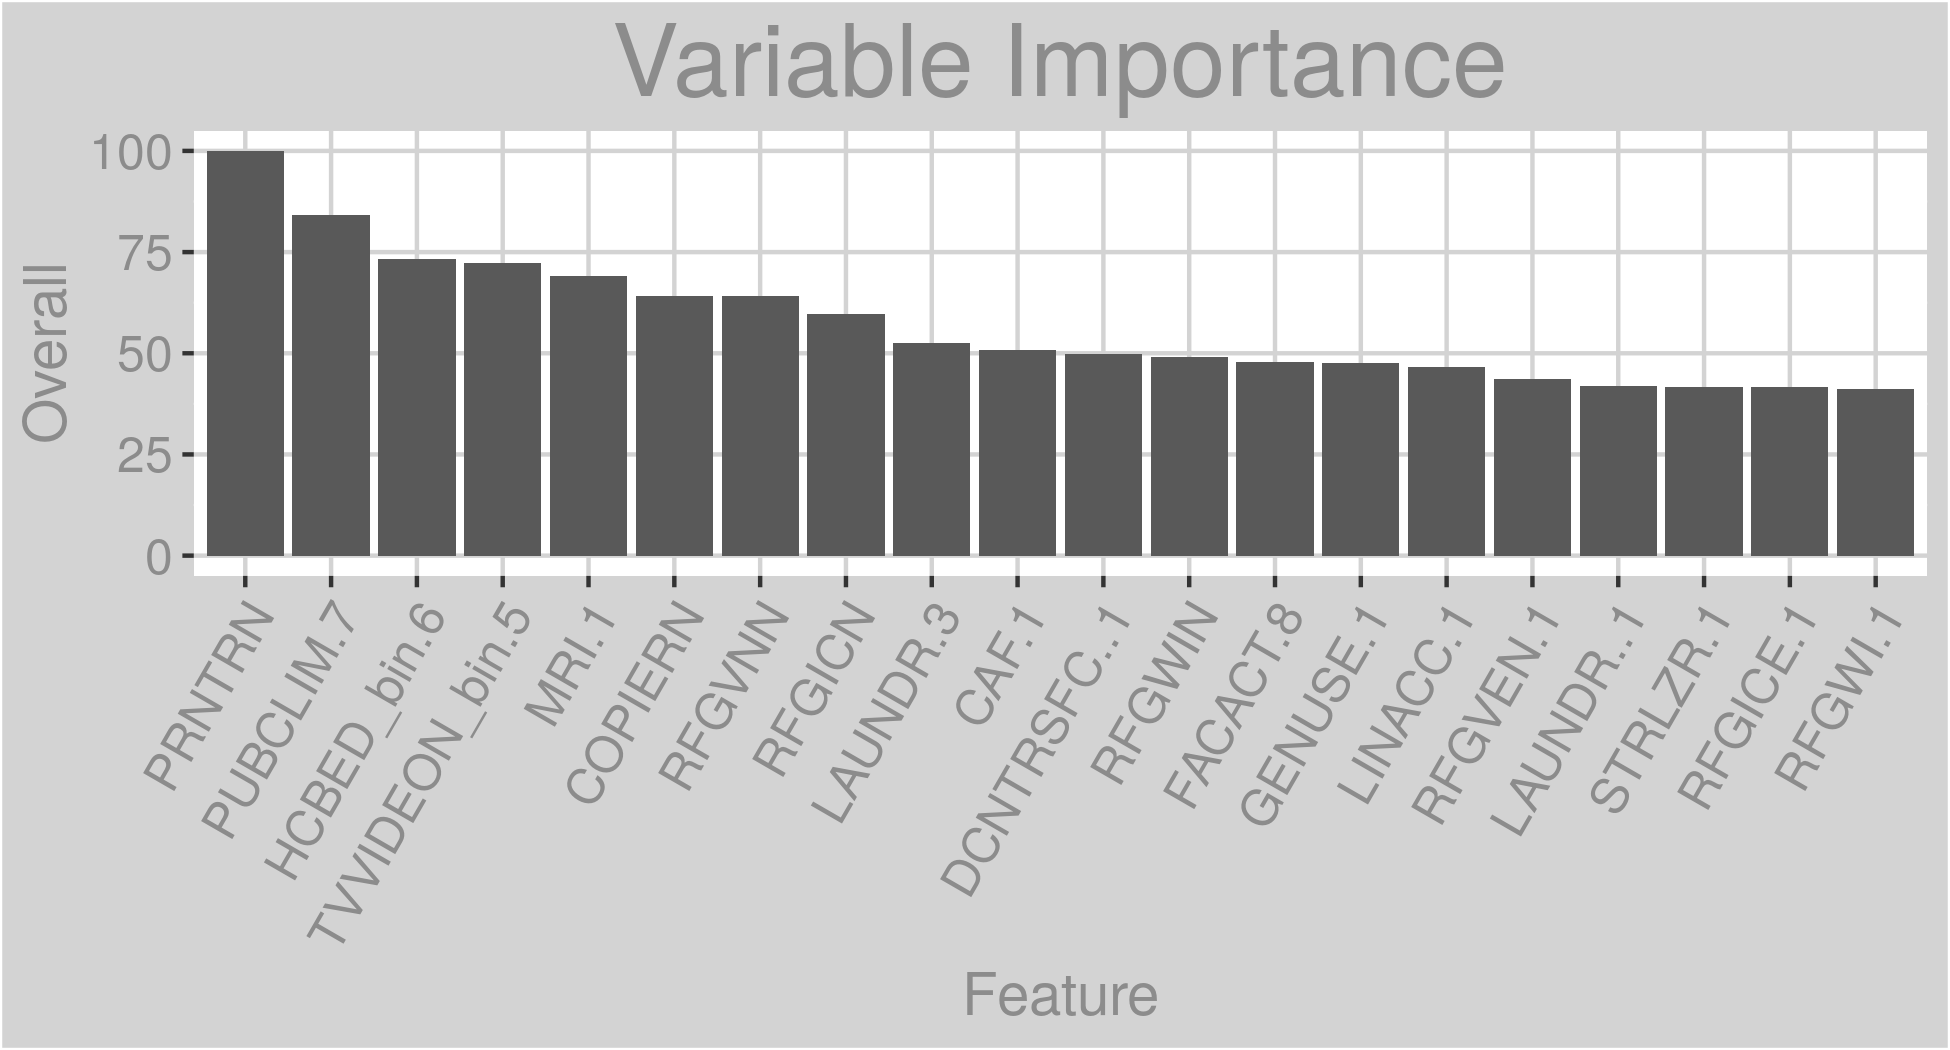 Variable Importance
Overall
100
75
50
25
0
PRNTRN
PUBCLIM.7
HCBED_bin.6
TVVIDEON_bin.5
MRI.1
COPIERN
RFGVNN
RFGICN
LAUNDR.3
CAF.1
DCNTRSFC..1
RFGWIN
FACACT.8
GENUSE.1
LINACC.1
RFGVEN.1
LAUNDR..1
STRLZR.1
RFGICE.1
RFGWI.1
Feature